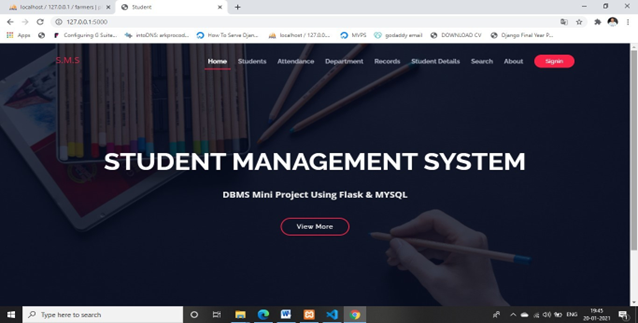 localhost / 127.0.0.1 / farmers | p
Student
127.0.0.1:5000
Apps
Configuring G Suite...
intoDNS: arkprocod...
How To Serve Djan...
localhost / 127.0.0...
MVPS
godaddy email
DOWNLOAD CV
Django Final Year P...
S.M.S
Home Students Attendance Department Records Student Details Search About Signin
STUDENT MANAGEMENT SYSTEM
DBMS Mini Project Using Flask & MYSQL
View More
Type here to search
ENG
19:45
20-01-2021